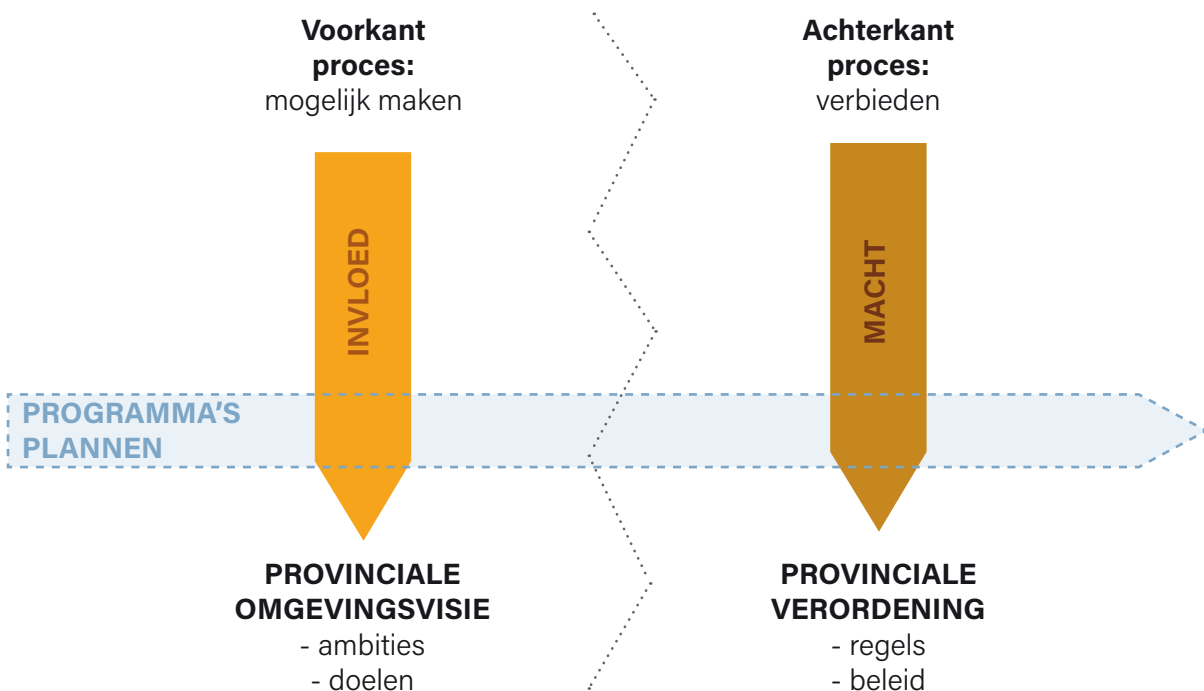 Voorkant
proces:
mogelijk maken
Achterkant
proces:
verbieden
INVLOED
MACHT
PROGRAMMA'S
PLANNEN
PROVINCIALE
OMGEVINGSVISIE
- ambities
- doelen
PROVINCIALE
VERORDENING
- regels
- beleid